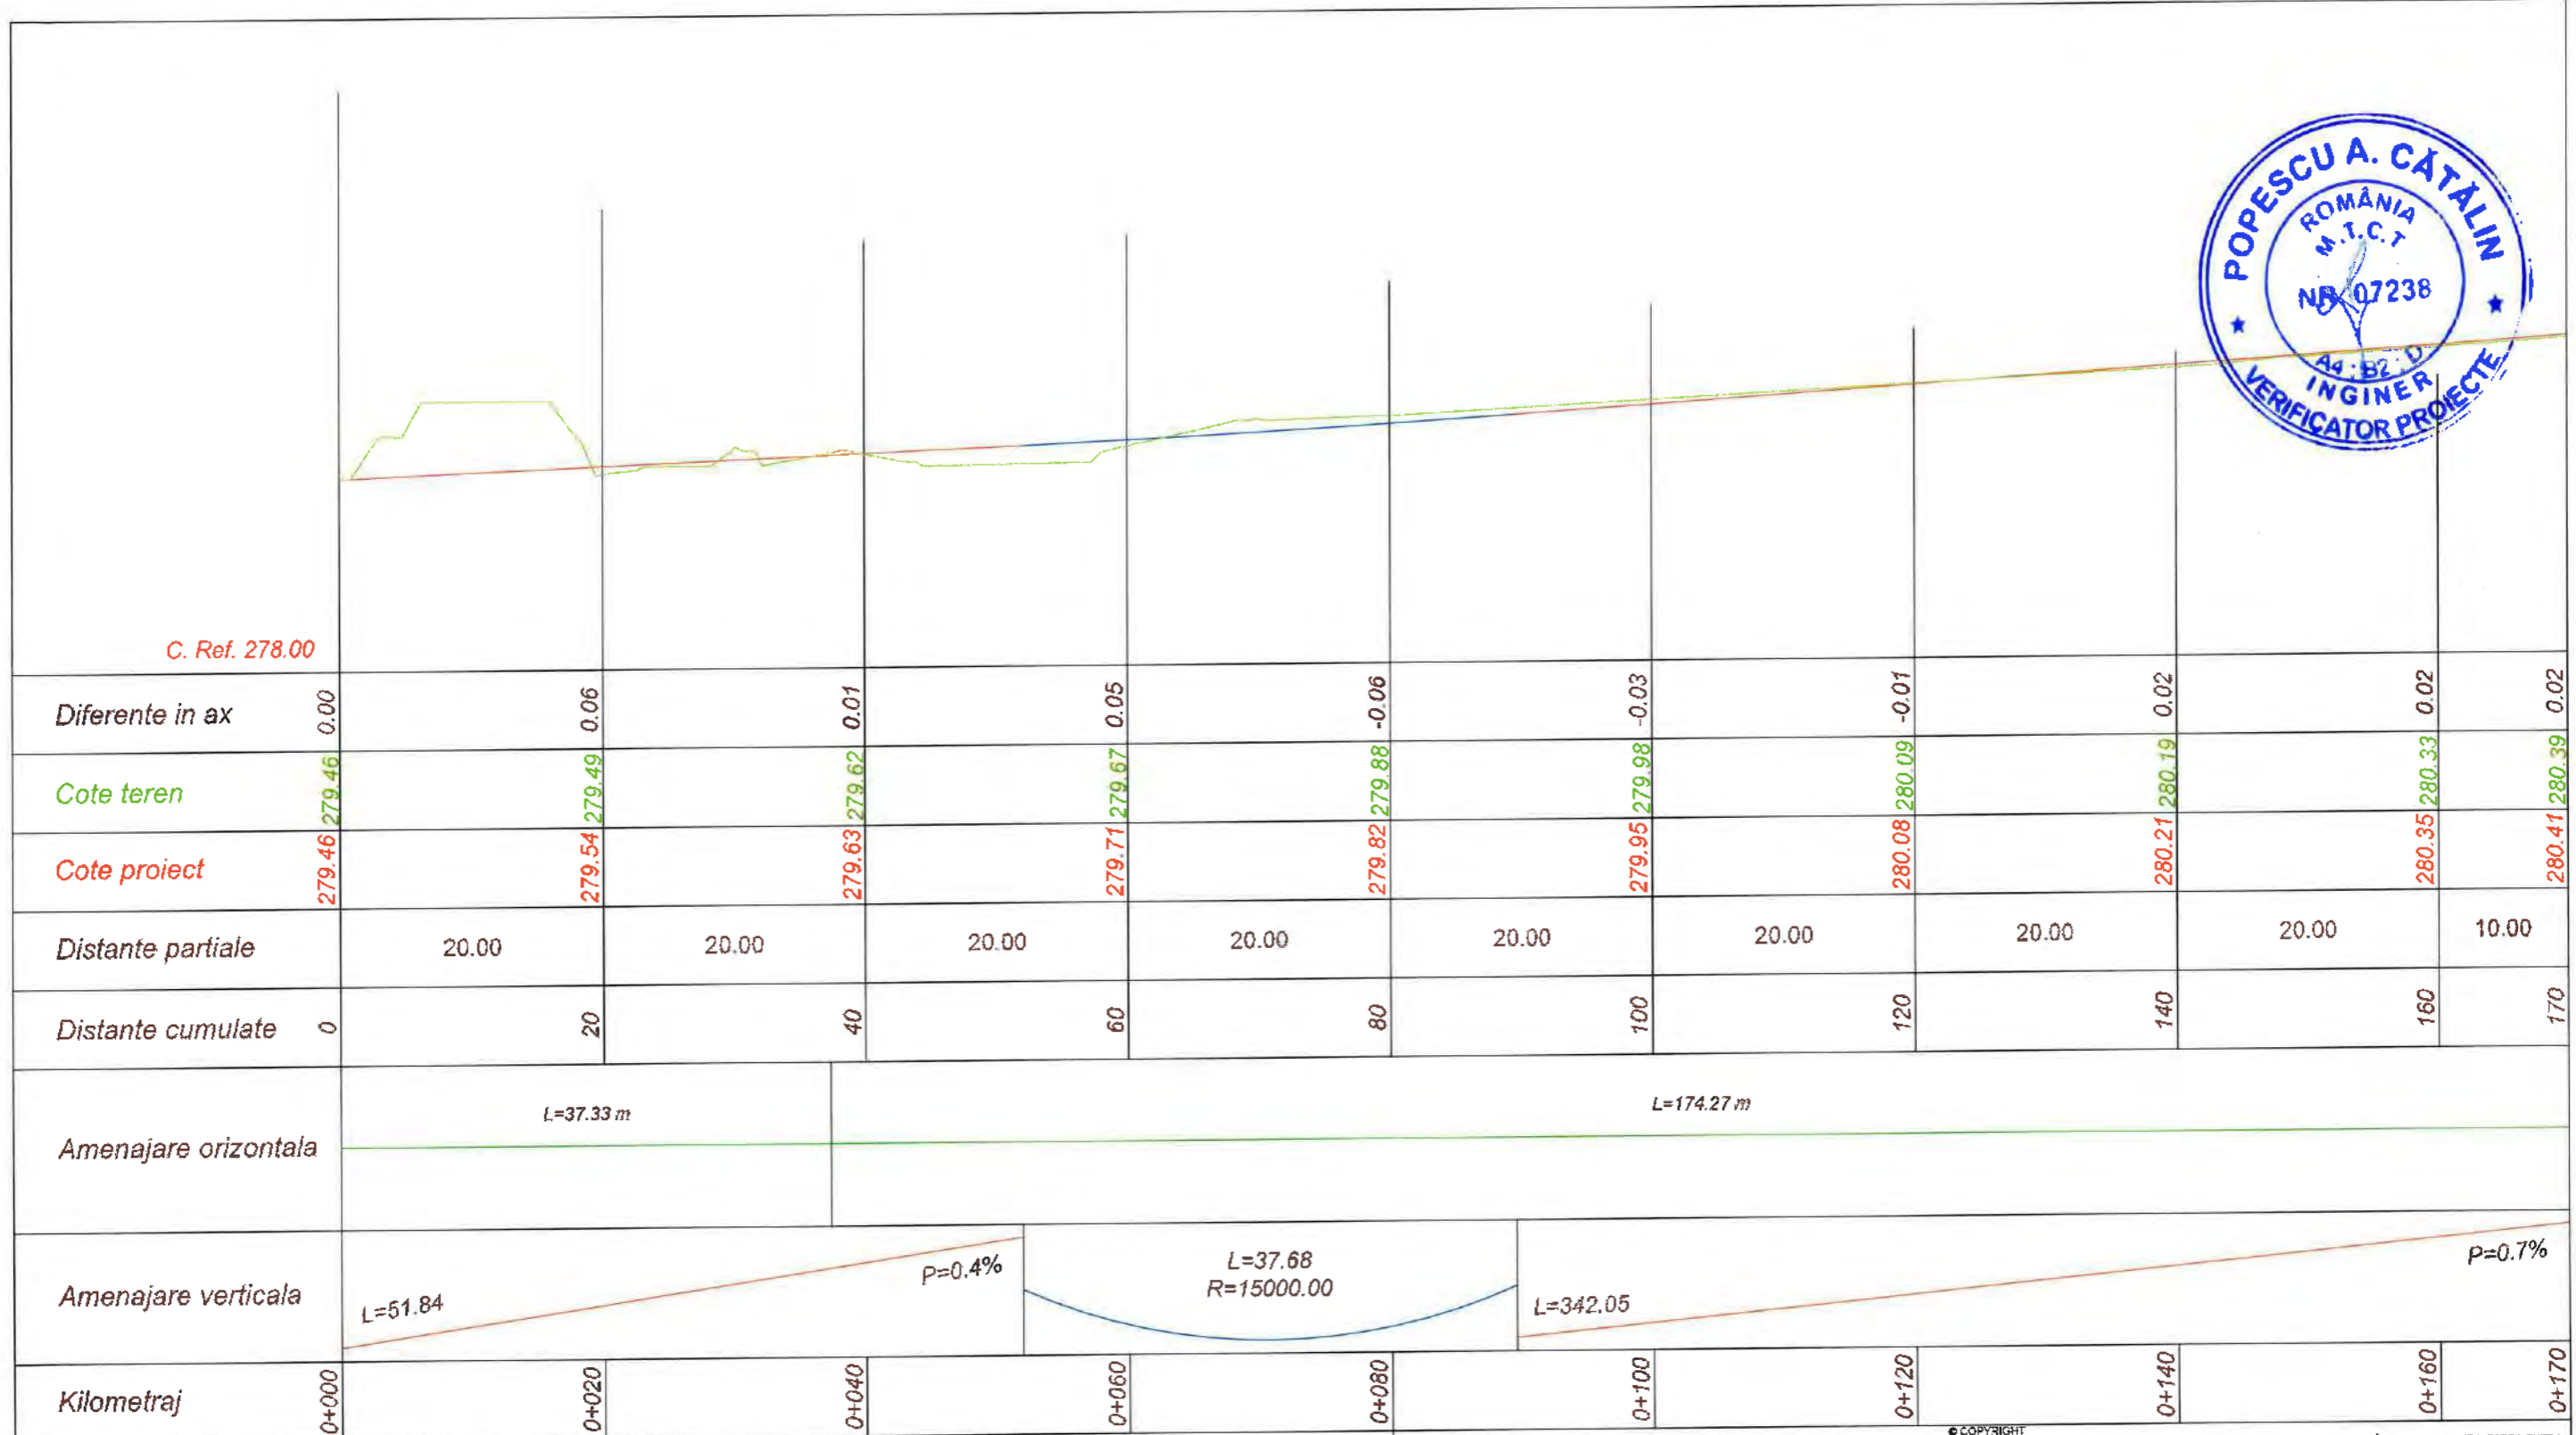 POPESCU A. CĂTĂLIN
ROMÂNIA
M.T.C.T
NR. 07238
A4 ; B2 ; D
INGINER
VERIFICATOR PROIECTE
C. Ref. 278.00
Diferente in ax 0.00 0.06 0.01 0.05 -0.06 -0.03 -0.01 0.02 0.02 0.02
Cote teren 279.46 279.49 279.62 279.67 279.88 279.98 280.09 280.19 280.33 280.39
Cote proiect 279.46 279.54 279.63 279.71 279.82 279.95 280.08 280.21 280.35 280.41
Distante partiale 20.00 20.00 20.00 20.00 20.00 20.00 20.00 20.00 10.00
Distante cumulate 0 20 40 60 80 100 120 140 160 170
Amenajare orizontala L=37.33 m L=174.27 m
Amenajare verticala L=51.84 P=0.4% L=37.68 L=342.05 P=0.7%
R=15000.00
Kilometraj 0+000 0+020 0+040 0+060 0+080 0+100 0+120 0+140 0+160 0+170
© COPYRIGHT